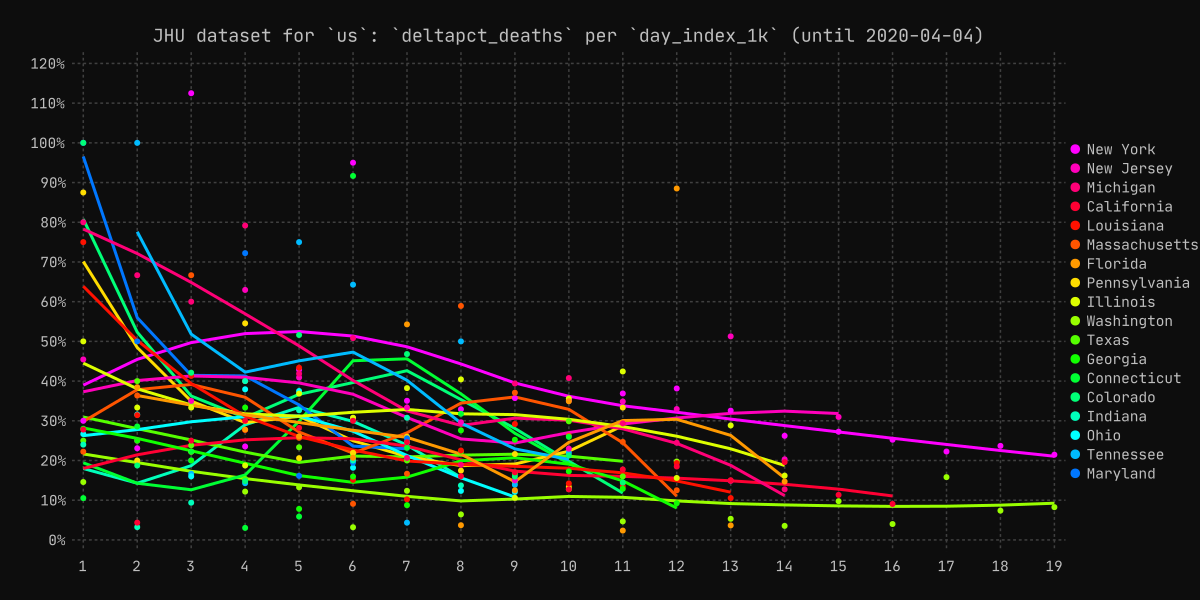 JHU dataset for `us`: `deltapct_deaths` per `day_index_1k` (until 2020-04-04)
120%
110%
100%
90%
80%
70%
60%
50%
40%
30%
20%
10%
0%
1 2 3 4 5 6 7 8 9 10 11 12 13 14 15 16 17 18 19
New York
New Jersey
Michigan
California
Louisiana
Massachusetts
Florida
Pennsylvania
Illinois
Washington
Texas
Georgia
Connecticut
Colorado
Indiana
Ohio
Tennessee
Maryland